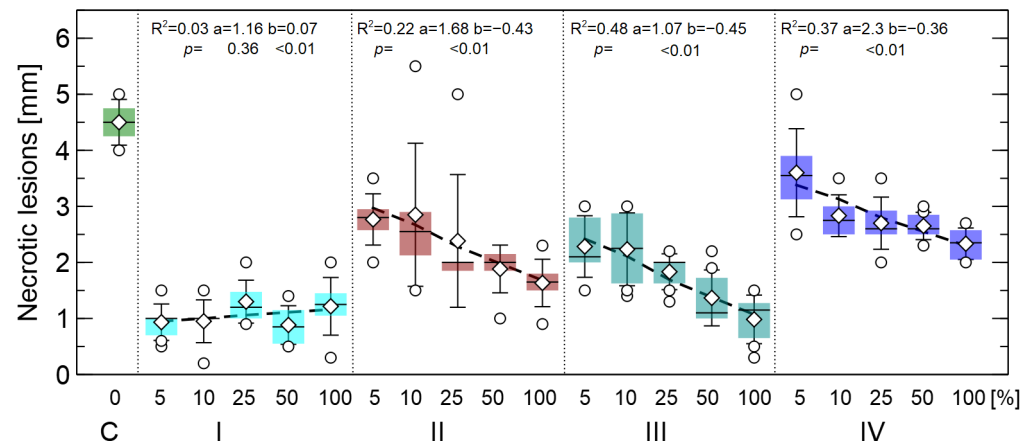 R²=0.03 a=1.16 b=0.07
p= 0.36 <0.01
R²=0.22 a=1.68 b=−0.43
p= <0.01
R²=0.48 a=1.07 b=−0.45
p= <0.01
R²=0.37 a=2.3 b=−0.36
p= <0.01
Necrotic lesions [mm]
6
5
4
3
2
1
0
0 5 10 25 50 100 5 10 25 50 100 5 10 25 50 100 5 10 25 50 100 [%]
C I II III IV